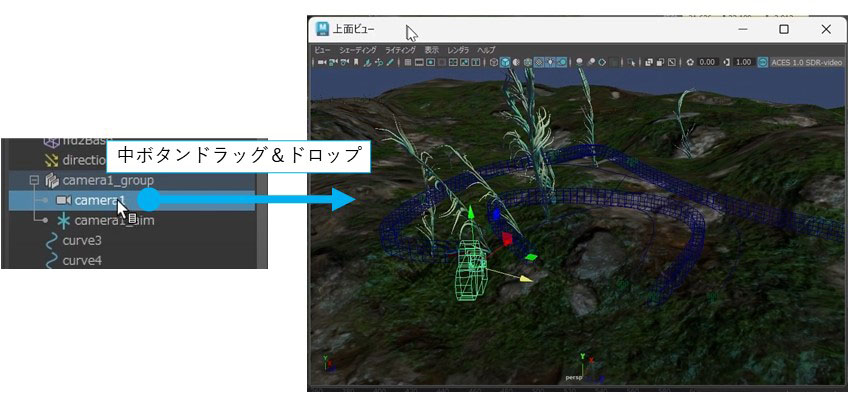 上面ビュー
ビュー シェーディング ライティング 表示 レンダラ ヘルプ
0.00 1.00 ACES 1.0 SDR-video
中ボタンドラッグ＆ドロップ
camera1_group
camera1
camera1_aim
curve3
curve4
persp